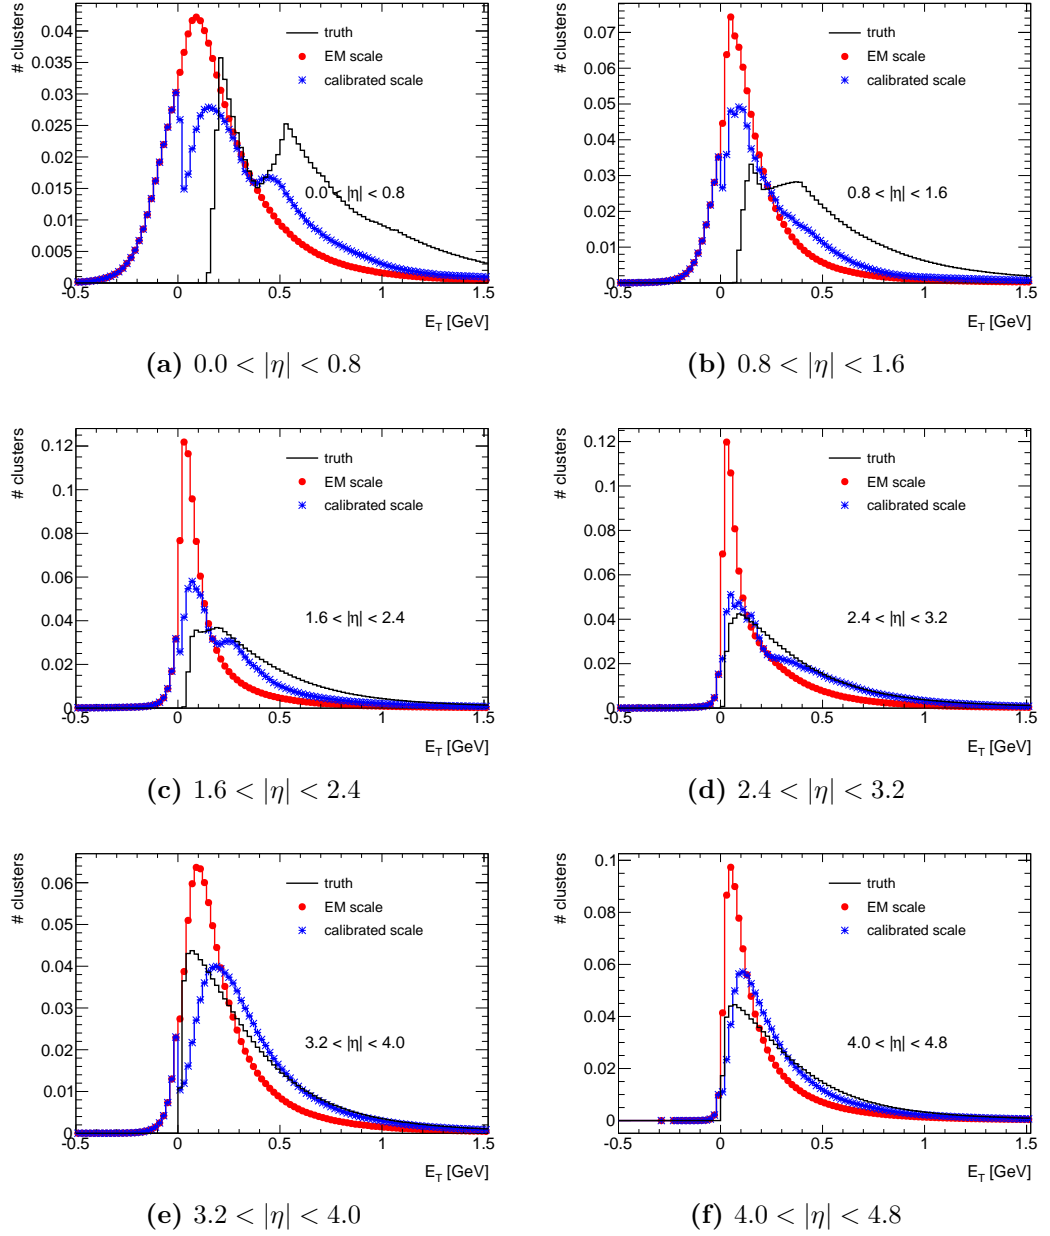 # clusters
0.04
0.035
0.03
0.025
0.02
0.015
0.01
0.005
0
-0.5 0 0.5 1 1.5
E_T [GeV]
truth
EM scale
calibrated scale
0.0 < |η| < 0.8
(a) 0.0 < |η| < 0.8
# clusters
0.07
0.06
0.05
0.04
0.03
0.02
0.01
0
-0.5 0 0.5 1 1.5
E_T [GeV]
truth
EM scale
calibrated scale
0.8 < |η| < 1.6
(b) 0.8 < |η| < 1.6
# clusters
0.12
0.1
0.08
0.06
0.04
0.02
0
-0.5 0 0.5 1 1.5
E_T [GeV]
truth
EM scale
calibrated scale
1.6 < |η| < 2.4
(c) 1.6 < |η| < 2.4
# clusters
0.12
0.1
0.08
0.06
0.04
0.02
0
-0.5 0 0.5 1 1.5
E_T [GeV]
truth
EM scale
calibrated scale
2.4 < |η| < 3.2
(d) 2.4 < |η| < 3.2
# clusters
0.06
0.05
0.04
0.03
0.02
0.01
0
-0.5 0 0.5 1 1.5
E_T [GeV]
truth
EM scale
calibrated scale
3.2 < |η| < 4.0
(e) 3.2 < |η| < 4.0
# clusters
0.1
0.08
0.06
0.04
0.02
0
-0.5 0 0.5 1 1.5
E_T [GeV]
truth
EM scale
calibrated scale
4.0 < |η| < 4.8
(f) 4.0 < |η| < 4.8